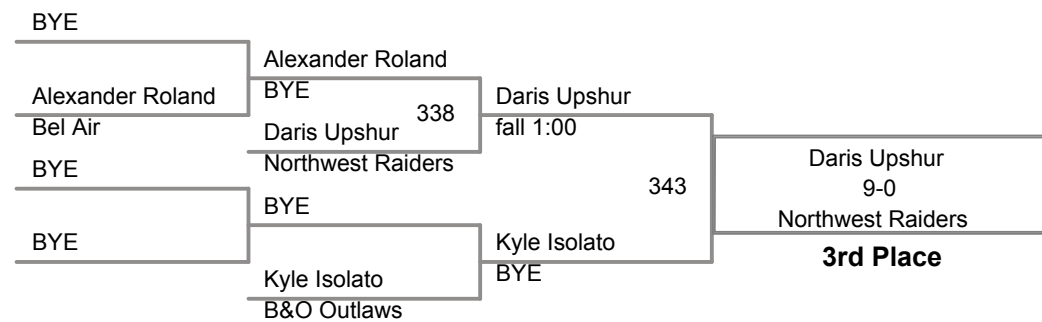 BYE
Alexander Roland
Bel Air
BYE
BYE
Alexander Roland
BYE
338
Daris Upshur
Northwest Raiders
BYE
Kyle Isolato
B&O Outlaws
Daris Upshur
fall 1:00
343
Kyle Isolato
BYE
Daris Upshur
9-0
Northwest Raiders
3rd Place